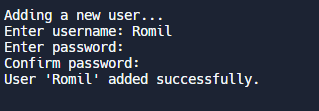 Adding a new user...
Enter username: Romil
Enter password:
Confirm password:
User 'Romil' added successfully.